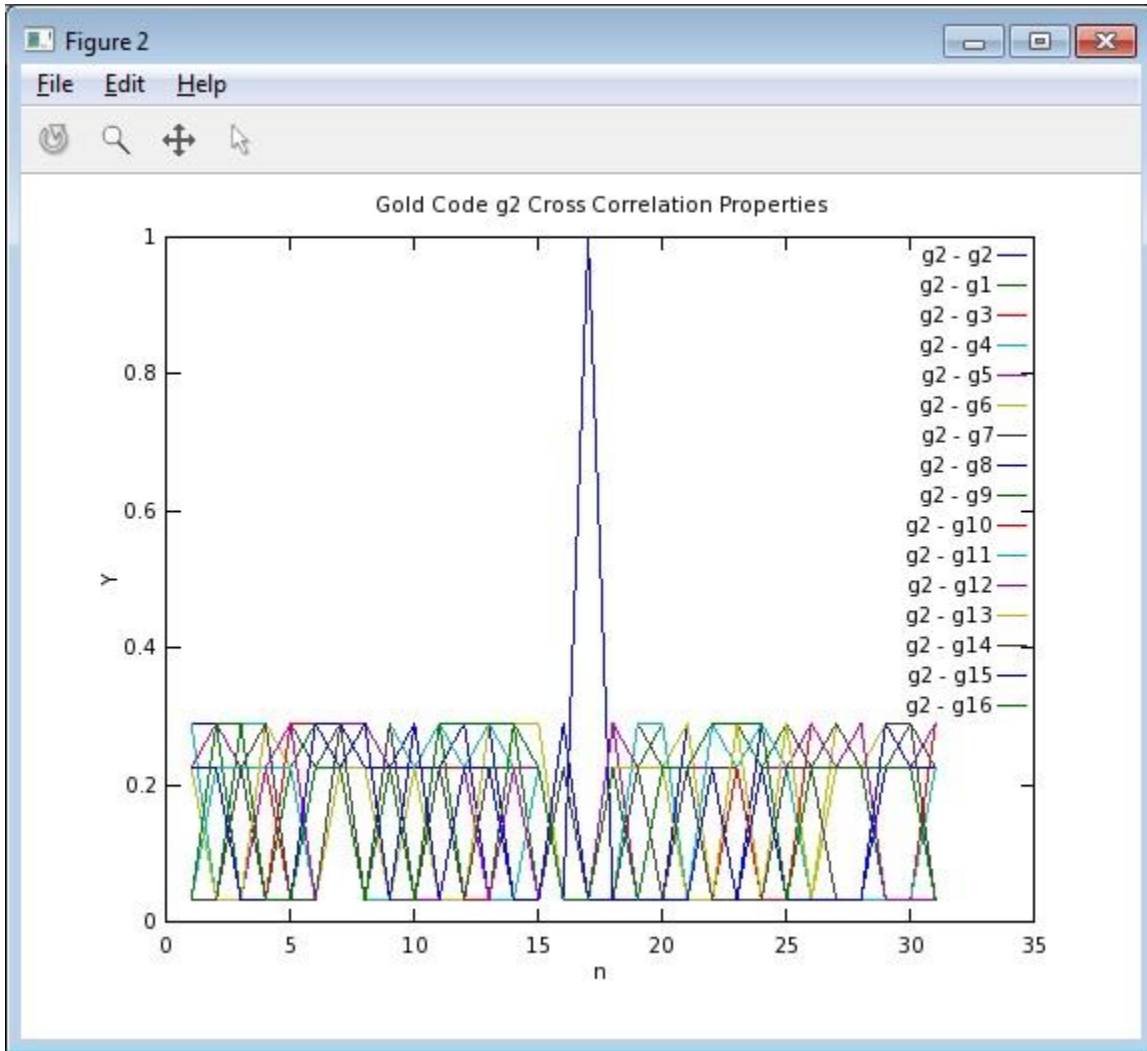 Figure 2
File Edit Help
Gold Code g2 Cross Correlation Properties
g2 - g2
g2 - g1
g2 - g3
g2 - g4
g2 - g5
g2 - g6
g2 - g7
g2 - g8
g2 - g9
g2 - g10
g2 - g11
g2 - g12
g2 - g13
g2 - g14
g2 - g15
g2 - g16
1
0.8
0.6
0.4
0.2
0
Y
0 5 10 15 20 25 30 35
n